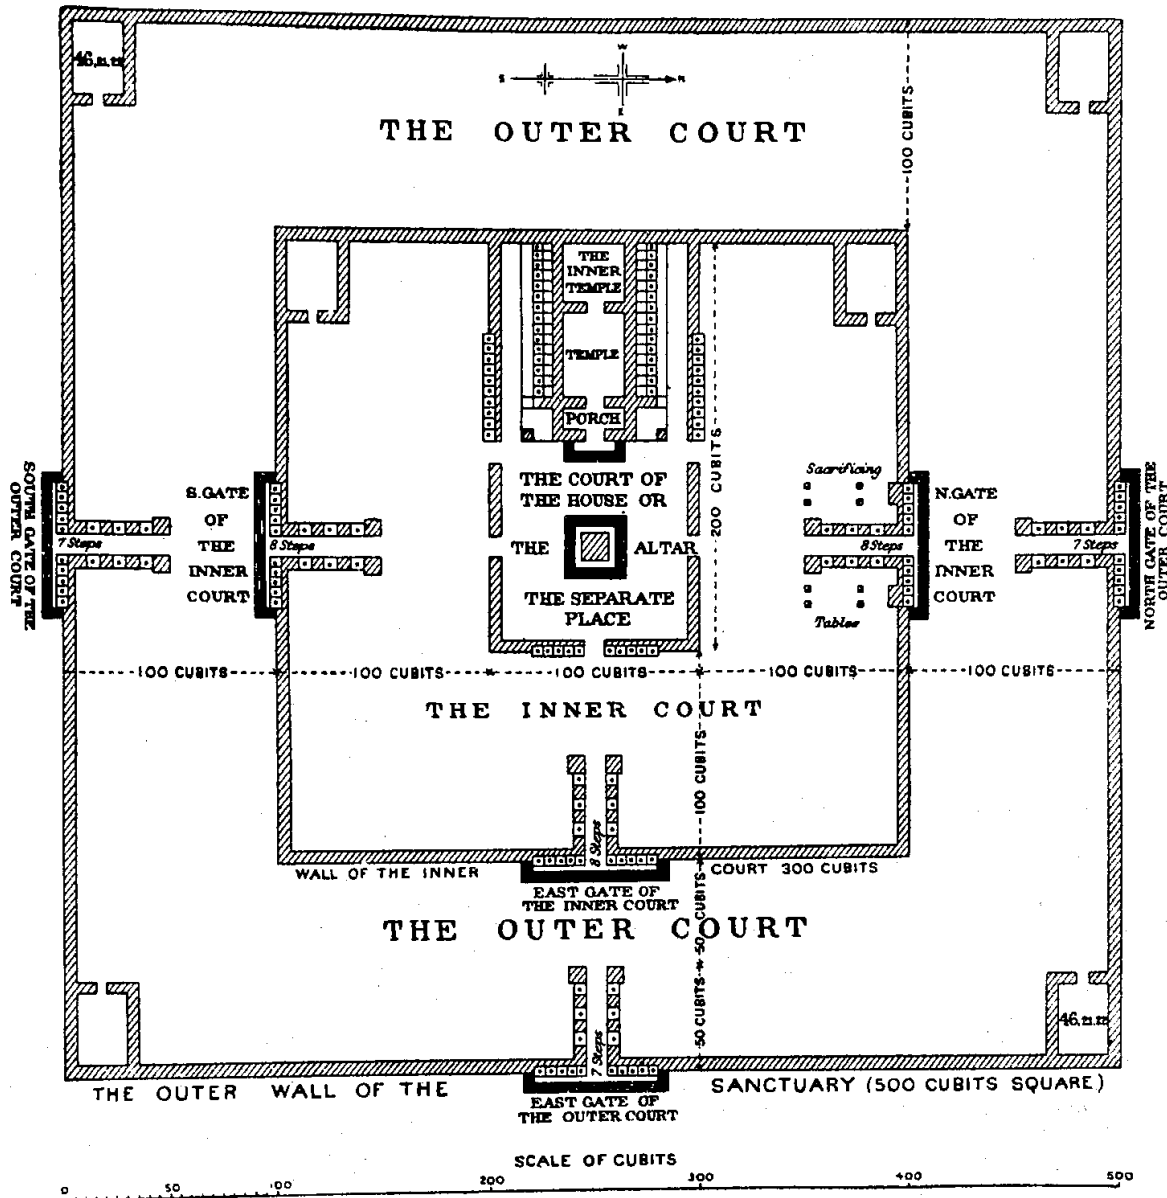 46,21,22
W
S
N
E
THE OUTER COURT
100 CUBITS
THE
INNER
TEMPLE
TEMPLE
PORCH
200 CUBITS
THE COURT OF
THE HOUSE OR
THE ALTAR
THE SEPARATE
PLACE
SOUTH GATE OF THE
OUTER COURT
7 Steps
S. GATE
OF
THE
INNER
COURT
8 Steps
Sacrificing
Tables
8 Steps
N. GATE
OF
THE
INNER
COURT
7 Steps
NORTH GATE OF THE
OUTER COURT
100 CUBITS 100 CUBITS 100 CUBITS 100 CUBITS 100 CUBITS
THE INNER COURT
100 CUBITS
8 Steps
WALL OF THE INNER COURT 300 CUBITS
EAST GATE OF
THE INNER COURT
THE OUTER COURT
50 CUBITS
50 CUBITS
46,21,22
7 Steps
THE OUTER WALL OF THE SANCTUARY (500 CUBITS SQUARE)
EAST GATE OF
THE OUTER COURT
SCALE OF CUBITS
0 50 100 200 300 400 500